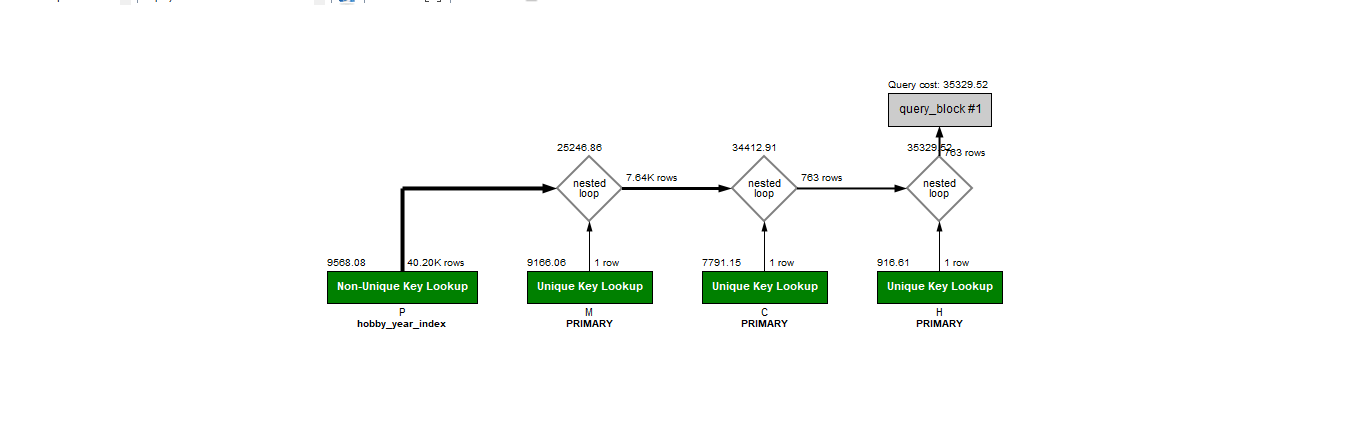 Query cost: 35329.52
query_block #1
25246.86
34412.91
35329.52
763 rows
nested
loop
7.64K rows
nested
loop
763 rows
nested
loop
9568.08
40.20K rows
9166.06
1 row
7791.15
1 row
916.61
1 row
Non-Unique Key Lookup
Unique Key Lookup
Unique Key Lookup
Unique Key Lookup
P
M
C
H
hobby_year_index
PRIMARY
PRIMARY
PRIMARY